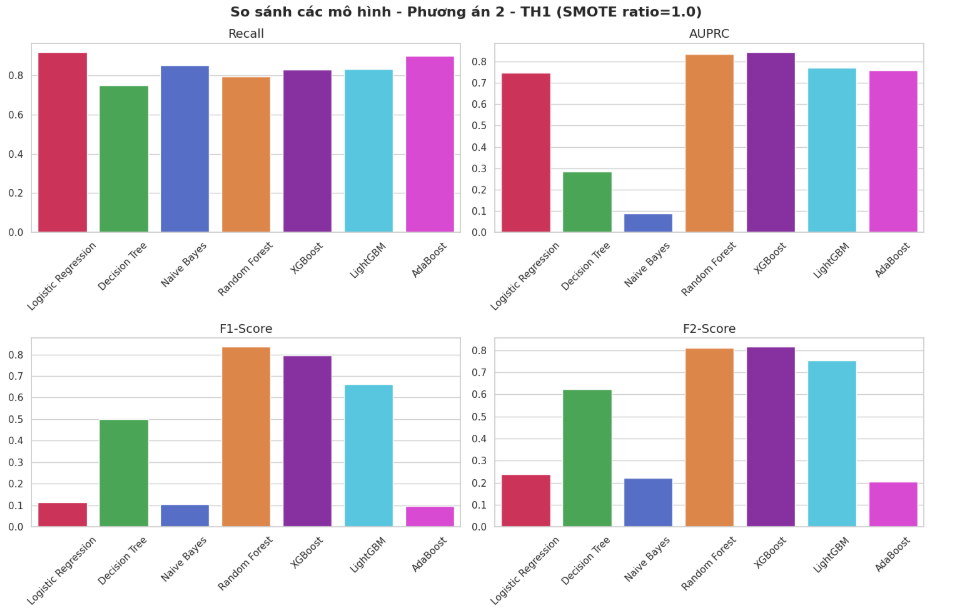 So sánh các mô hình - Phương án 2 - TH1 (SMOTE ratio=1.0)
Recall
0.8
0.6
0.4
0.2
0.0
Logistic Regression
Decision Tree
Naive Bayes
Random Forest
XGBoost
LightGBM
AdaBoost
AUPRC
0.8
0.7
0.6
0.5
0.4
0.3
0.2
0.1
0.0
Logistic Regression
Decision Tree
Naive Bayes
Random Forest
XGBoost
LightGBM
AdaBoost
F1-Score
0.8
0.7
0.6
0.5
0.4
0.3
0.2
0.1
0.0
Logistic Regression
Decision Tree
Naive Bayes
Random Forest
XGBoost
LightGBM
AdaBoost
F2-Score
0.8
0.7
0.6
0.5
0.4
0.3
0.2
0.1
0.0
Logistic Regression
Decision Tree
Naive Bayes
Random Forest
XGBoost
LightGBM
AdaBoost